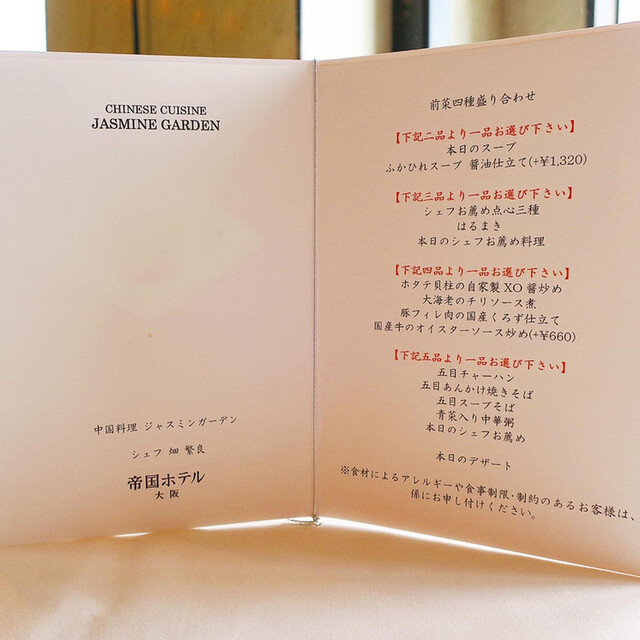 CHINESE CUISINE
JASMINE GARDEN
中国料理 ジャスミンガーデン
シェフ 畑 繁良
帝国ホテル
大阪
前菜四種盛り合わせ
【下記二品より一品お選び下さい】
本日のスープ
ふかひれスープ 醤油仕立て(+¥1,320)
【下記三品より一品お選び下さい】
シェフお薦め点心三種
はるまき
本日のシェフお薦め料理
【下記四品より一品お選び下さい】
ホタテ貝柱の自家製XO醤炒め
大海老のチリソース煮
豚フィレ肉の国産くろず仕立て
国産牛のオイスターソース炒め(+¥660)
【下記五品より一品お選び下さい】
五目チャーハン
五目あんかけ焼きそば
五目スープそば
青菜入り中華粥
本日のシェフお薦め
本日のデザート
※食材によるアレルギーや食事制限・制約のあるお客様は、
係にお申し付けください。